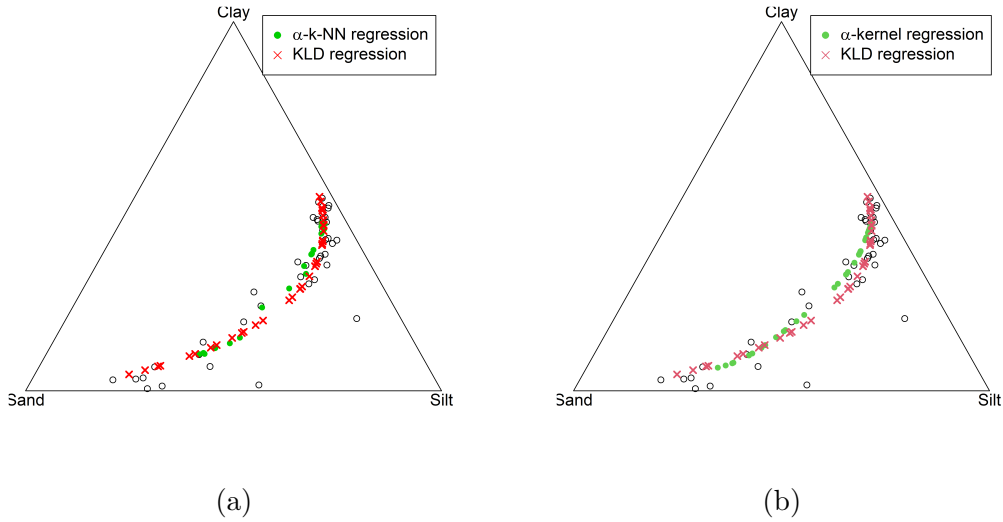 Clay
α-k-NN regression
KLD regression
Sand
Silt
(a)
Clay
α-kernel regression
KLD regression
Sand
Silt
(b)